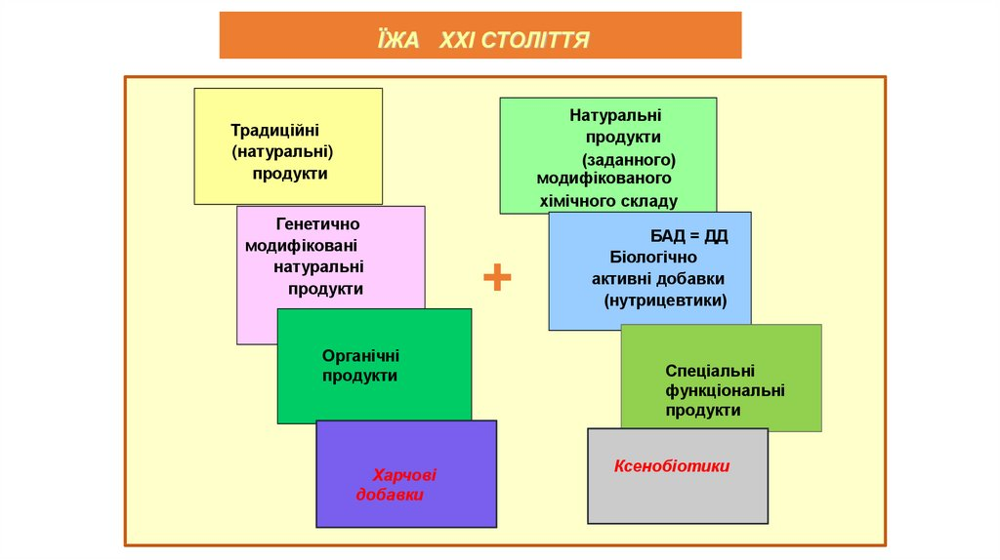 ЇЖА XXI СТОЛІТТЯ
Традиційні
(натуральні)
продукти
Генетично
модифіковані
натуральні
продукти
Органічні
продукти
Харчові
добавки
+
Натуральні
продукти
(заданного)
модифікованого
хімічного складу
БАД = ДД
Біологічно
активні добавки
(нутрицевтики)
Спеціальні
функціональні
продукти
Ксенобіотики